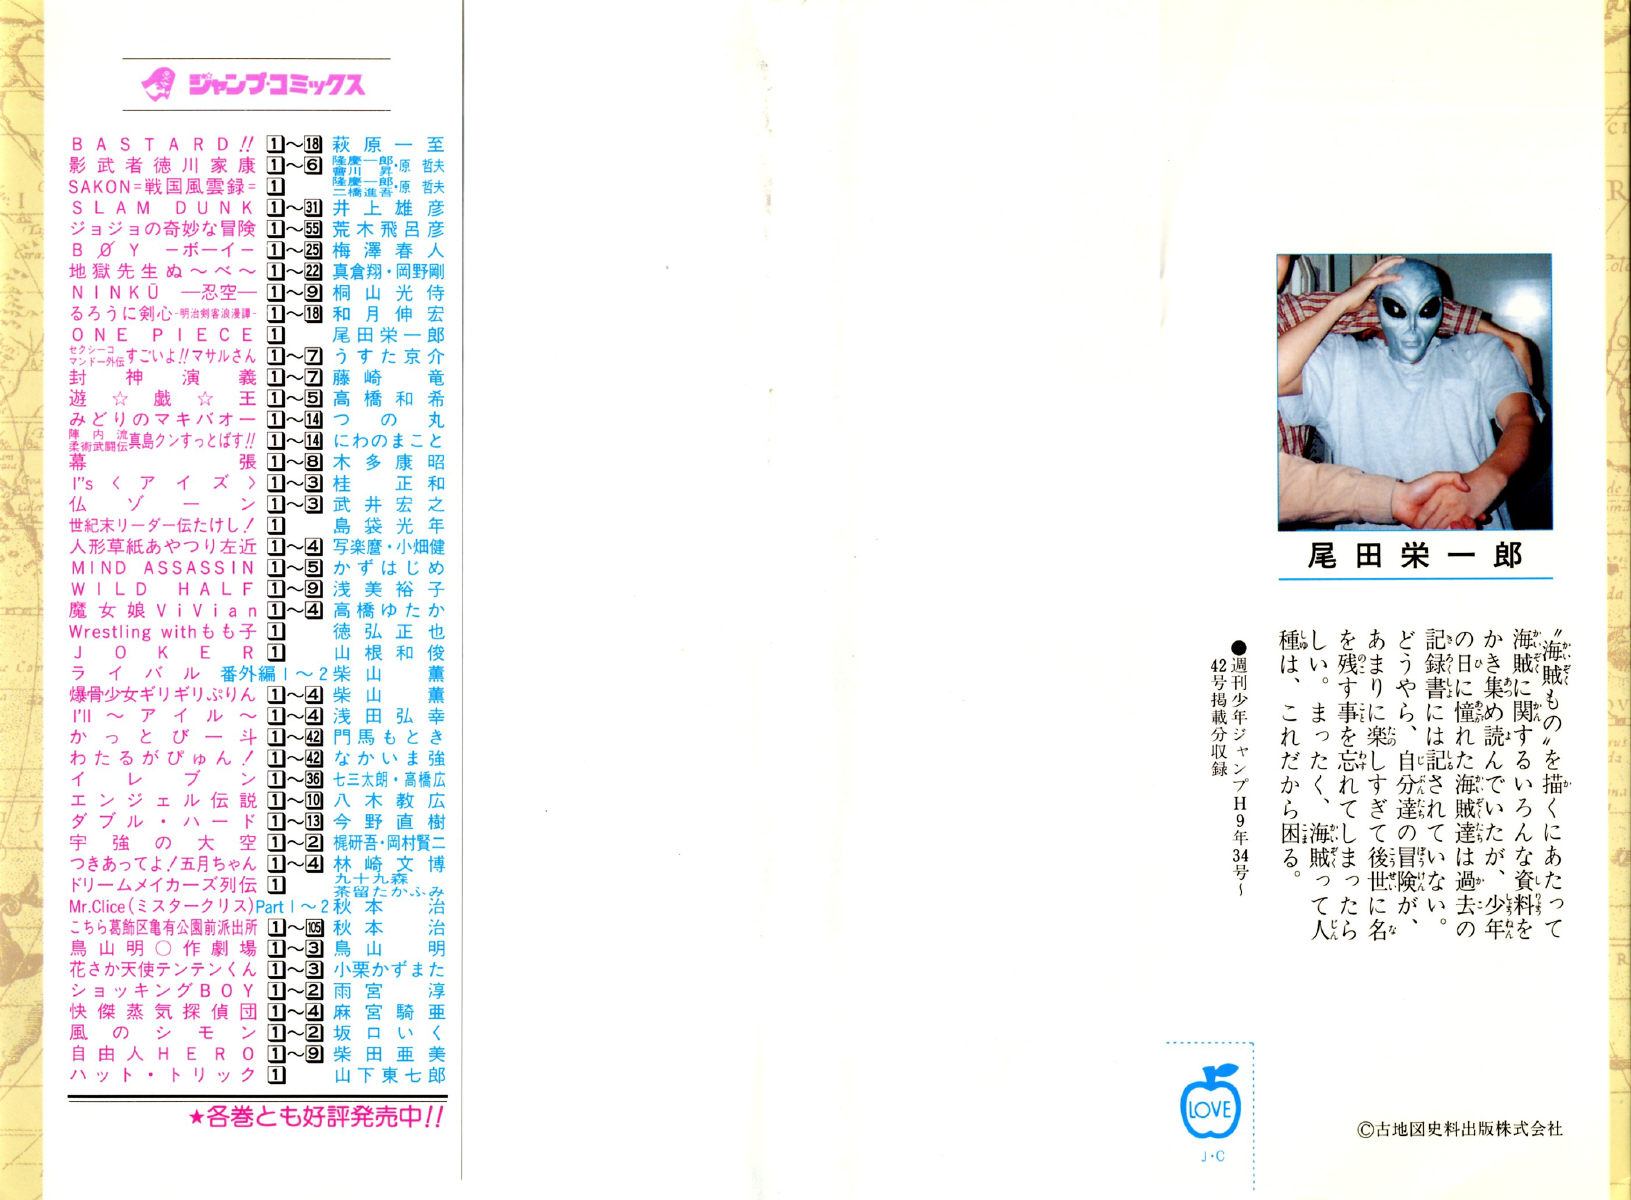 ジャンプ・コミックス
BASTARD!! 1〜18 萩原一至
影武者徳川家康 1〜6 隆慶一郎 會川昇・原哲夫
SAKON=戦国風雲録= 1 隆慶一郎 二橋進吾・原哲夫
SLAM DUNK 1〜31 井上雄彦
ジョジョの奇妙な冒険 1〜55 荒木飛呂彦
BØY －ボーイ－ 1〜25 梅澤春人
地獄先生ぬ〜べ〜 1〜22 真倉翔・岡野剛
NINKŪ ―忍空― 1〜9 桐山光侍
るろうに剣心-明治剣客浪漫譚- 1〜18 和月伸宏
ONE PIECE 1 尾田栄一郎
セクシーコマンドー外伝 すごいよ!!マサルさん 1〜7 うすた京介
封神演義 1〜7 藤崎竜
遊☆戯☆王 1〜5 高橋和希
みどりのマキバオー 1〜14 つの丸
陣内流柔術武闘伝 真島クンすっとばす!! 1〜14 にわのまこと
幕張 1〜8 木多康昭
I"s〈アイズ〉 1〜3 桂正和
仏ゾーン 1〜3 武井宏之
世紀末リーダー伝たけし! 1 島袋光年
人形草紙あやつり左近 1〜4 写楽麿・小畑健
MIND ASSASSIN 1〜5 かずはじめ
WILD HALF 1〜9 浅美裕子
魔女娘ViVian 1〜4 高橋ゆたか
Wrestling withもも子 1 徳弘正也
JOKER 1 山根和俊
ライバル 番外編1〜2 柴山薫
爆骨少女ギリギリぷりん 1〜4 柴山薫
I'll 〜アイル〜 1〜4 浅田弘幸
かっとび一斗 1〜42 門馬もとき
わたるがぴゅん! 1〜42 なかいま強
イレブン 1〜36 七三太朗・高橋広
エンジェル伝説 1〜10 八木教広
ダブル・ハード 1〜13 今野直樹
宇強の大空 1〜2 梶研吾・岡村賢二
つきあってよ!五月ちゃん 1〜4 林崎文博
ドリームメイカーズ列伝 1 九十九森 茶留たかふみ
Mr.Clice(ミスタークリス)Part1〜2 秋本治
こちら葛飾区亀有公園前派出所 1〜105 秋本治
鳥山明〇作劇場 1〜3 鳥山明
花さか天使テンテンくん 1〜3 小栗かずまた
ショッキングBOY 1〜2 雨宮淳
快傑蒸気探偵団 1〜4 麻宮騎亜
風のシモン 1〜2 坂口いく
自由人HERO 1〜9 柴田亜美
ハット・トリック 1 山下東七郎
★各巻とも好評発売中!!
尾田栄一郎
“海賊もの”を描くにあたって
海賊に関するいろんな資料を
かき集め読んでいたが、少年
の日に憧れた海賊達は過去の
記録書には記されていない。
どうやら、自分達の冒険が、
あまりに楽しすぎて後世に名
を残す事を忘れてしまったら
しい。まったく、海賊って人
種は、これだから困る。
●週刊少年ジャンプH9年34号〜
42号掲載分収録
LOVE
J・C
©古地図史料出版株式会社